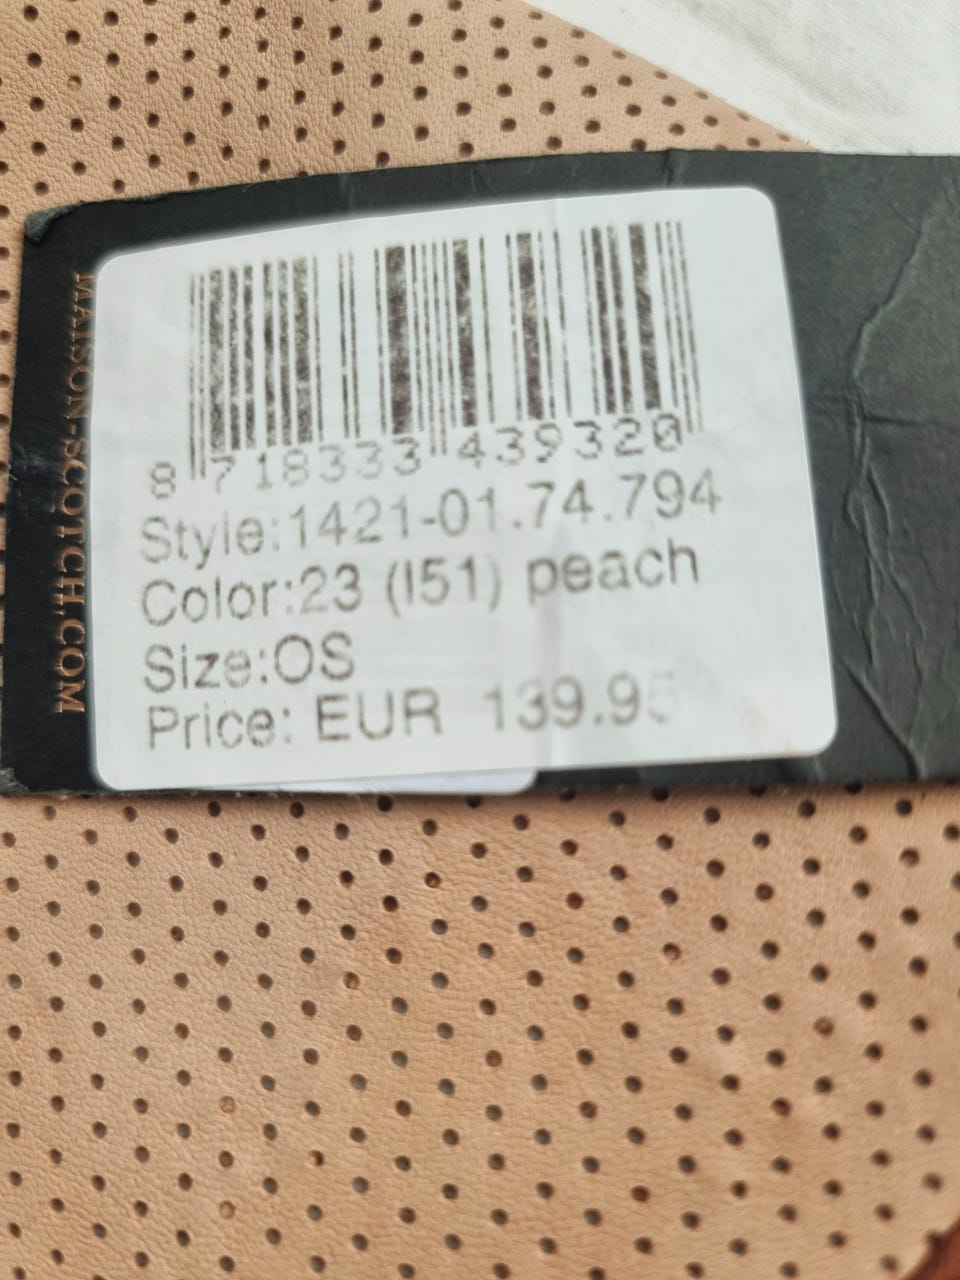 MAISON-SCOTCH.COM
8 718333 439320
Style:1421-01.74.794
Color:23 (I51) peach
Size:OS
Price: EUR 139.95